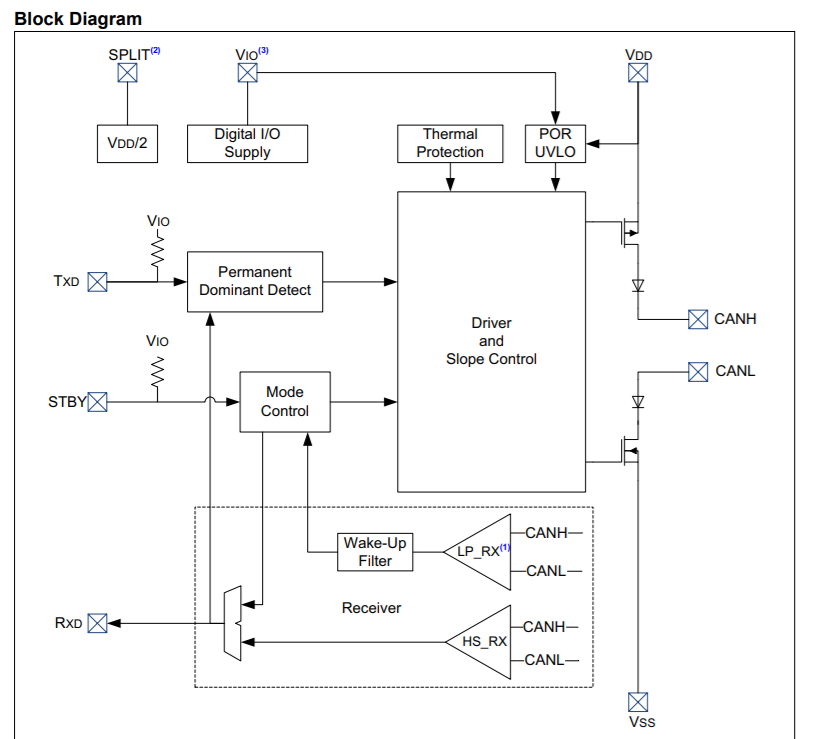 Block Diagram
SPLIT(2)
VIO(3)
VDD
VDD/2
Digital I/O
Supply
Thermal
Protection
POR
UVLO
VIO
TXD
Permanent
Dominant Detect
Driver
and
Slope Control
CANH
VIO
CANL
STBY
Mode
Control
Wake-Up
Filter
LP_RX(1)
CANH
CANL
Receiver
RXD
HS_RX
CANH
CANL
VSS